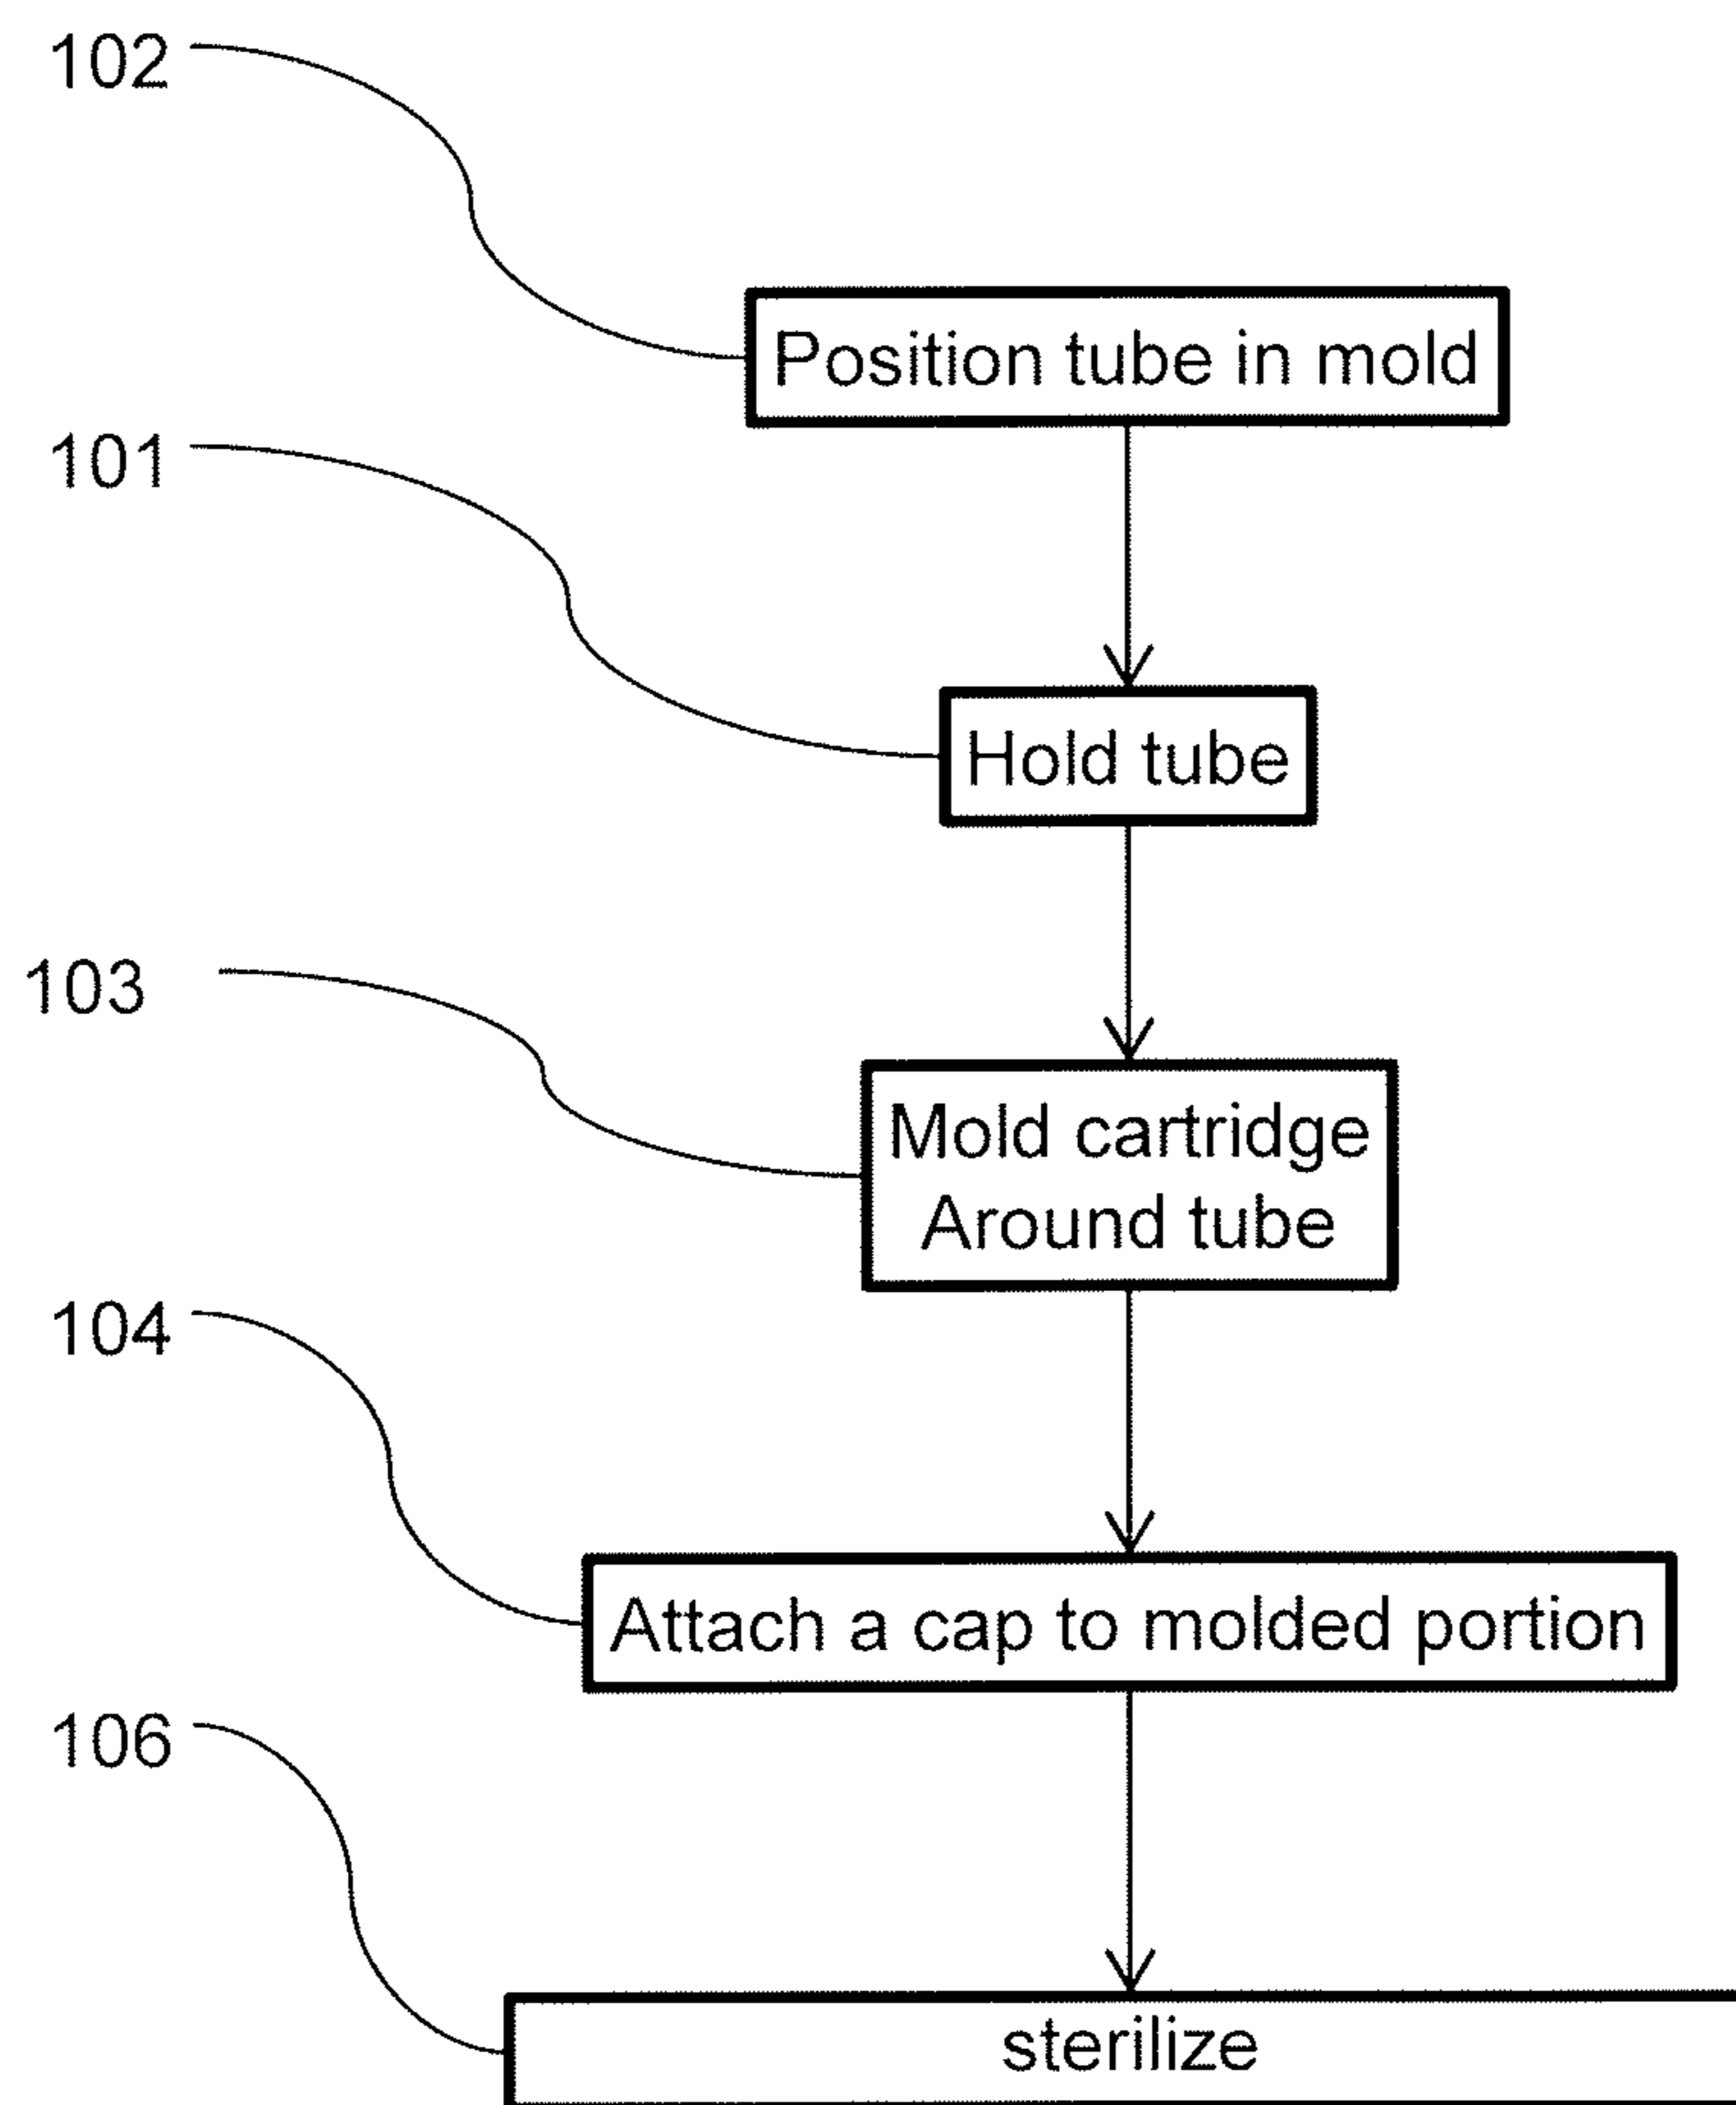 102
Position tube in mold
101
Hold tube
103
Mold cartridge
Around tube
104
Attach a cap to molded portion
106
sterilize